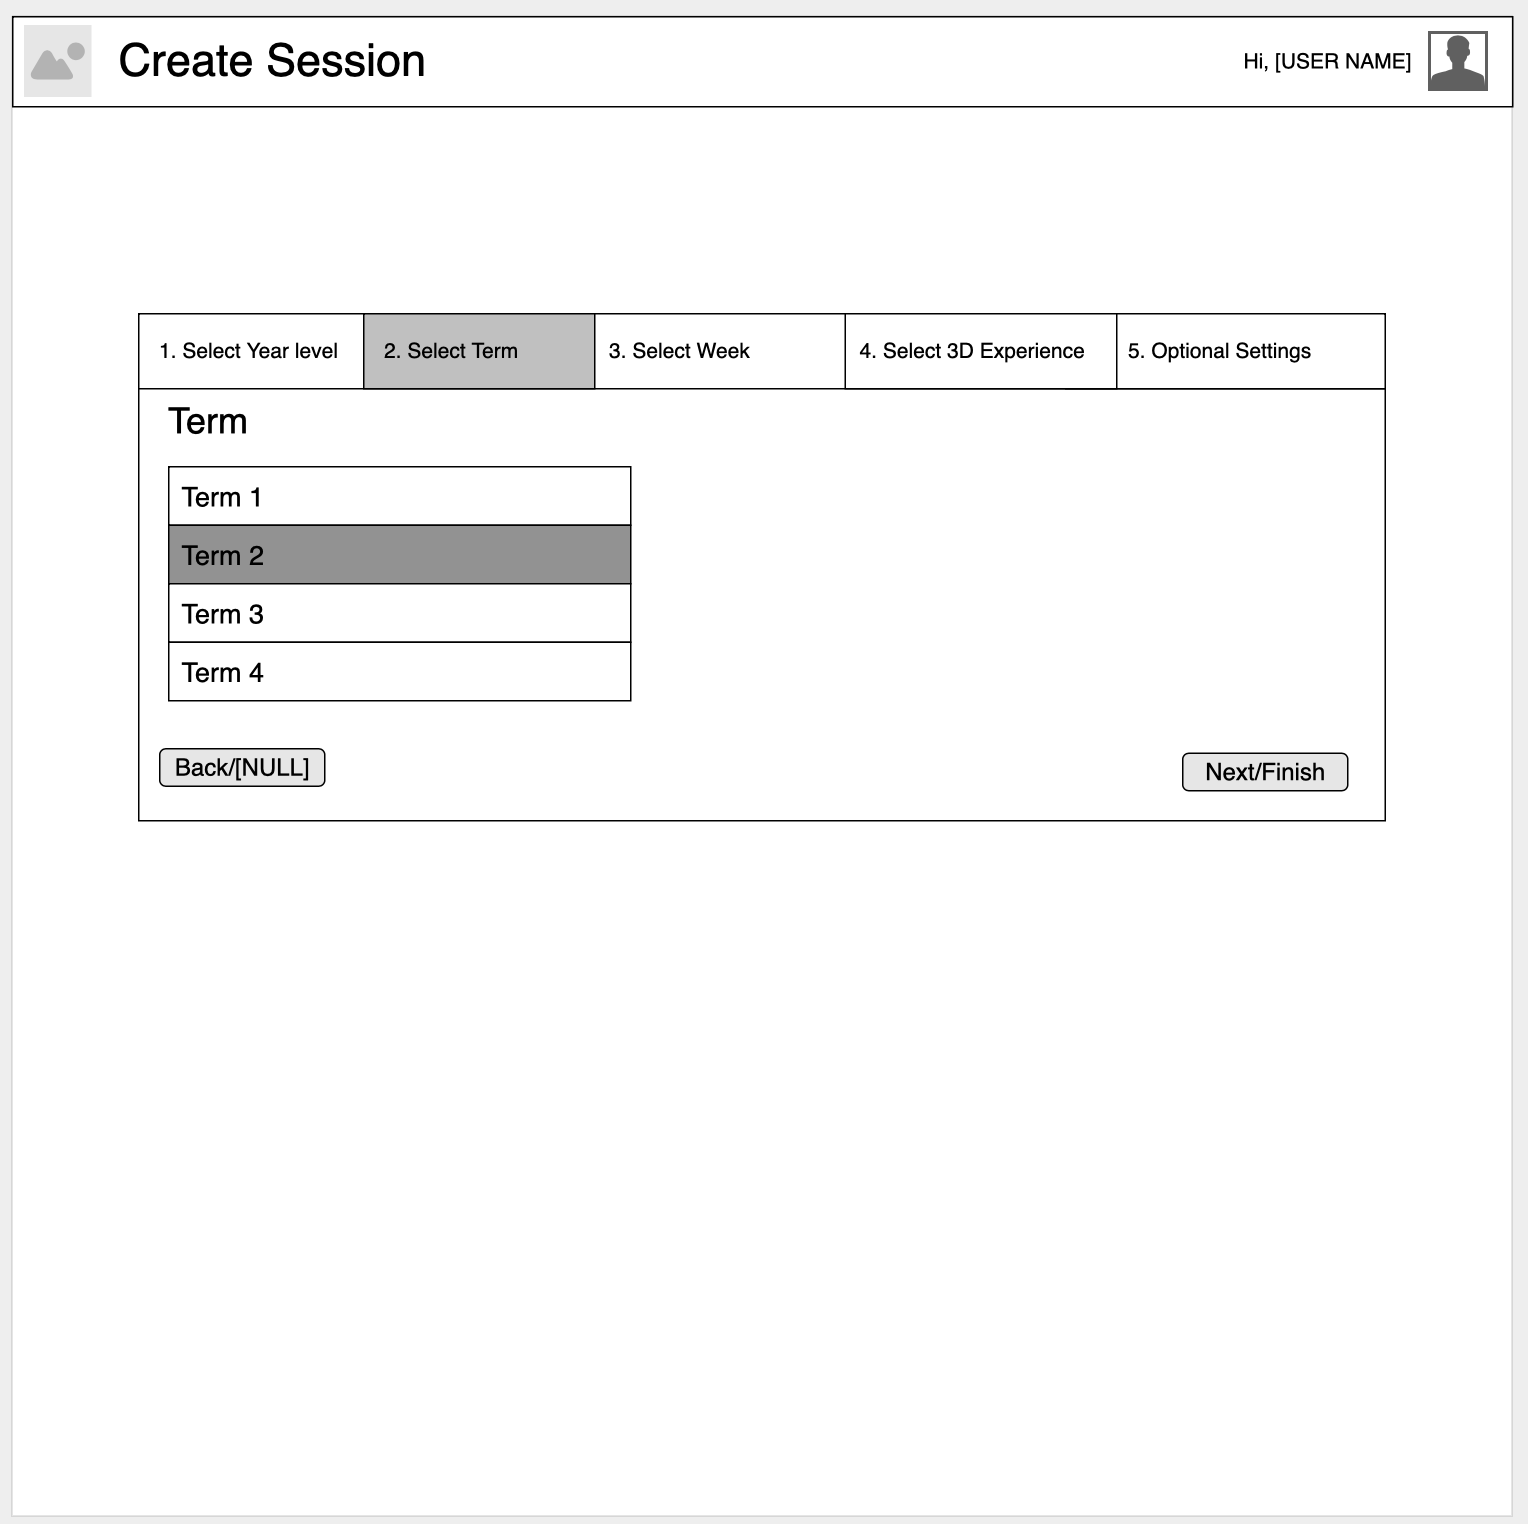 Create Session
Hi, [USER NAME]
1. Select Year level
2. Select Term
3. Select Week
4. Select 3D Experience
5. Optional Settings
Term
Term 1
Term 2
Term 3
Term 4
Back/[NULL]
Next/Finish